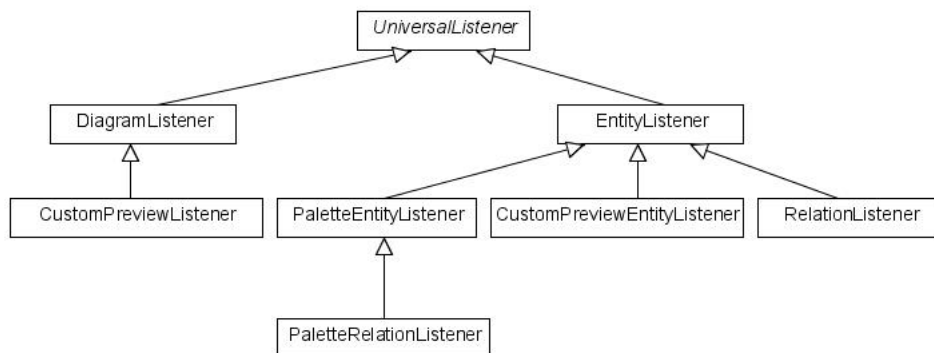 UniversalListener
DiagramListener
EntityListener
CustomPreviewListener
PaletteEntityListener
CustomPreviewEntityListener
RelationListener
PaletteRelationListener